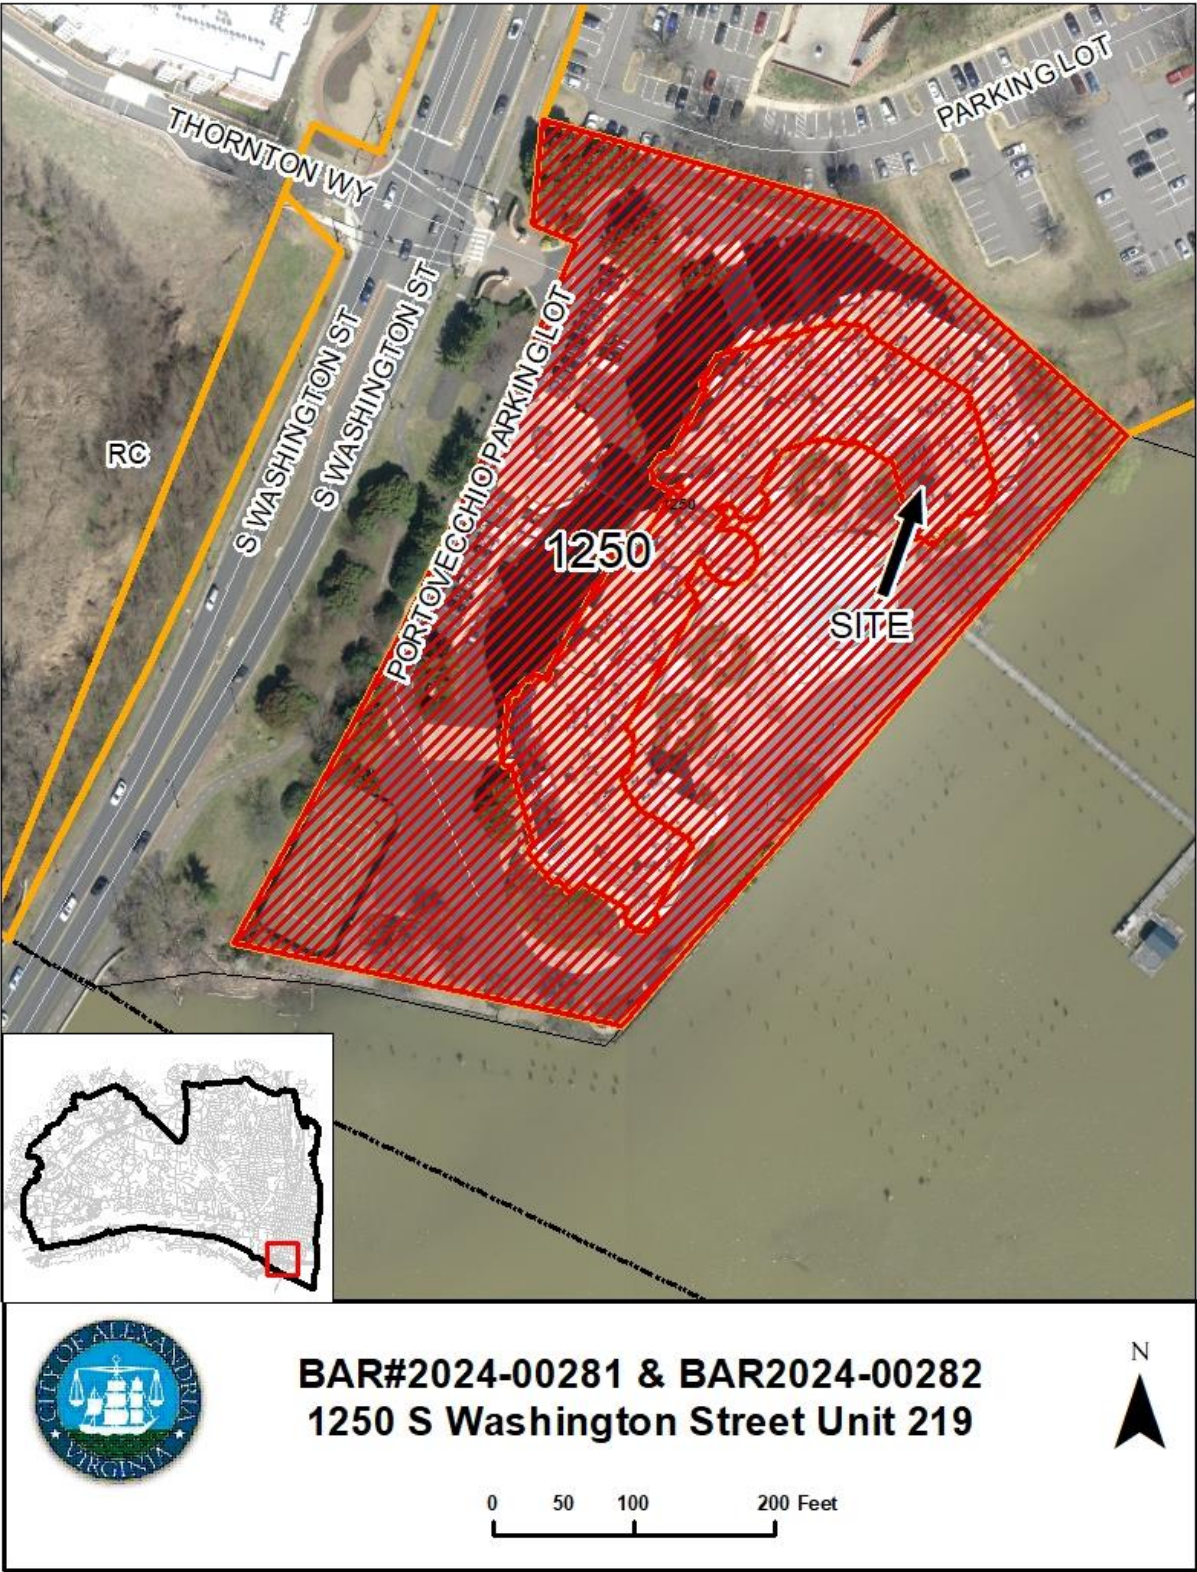 PARKING LOT
THORNTON WY
S WASHINGTON ST
S WASHINGTON ST
PORTOVECCHIO PARKING LOT
RC
1250
1250
SITE
CITY OF ALEXANDRIA
VIRGINIA
BAR#2024-00281 & BAR2024-00282
1250 S Washington Street Unit 219
N
0 50 100 200 Feet